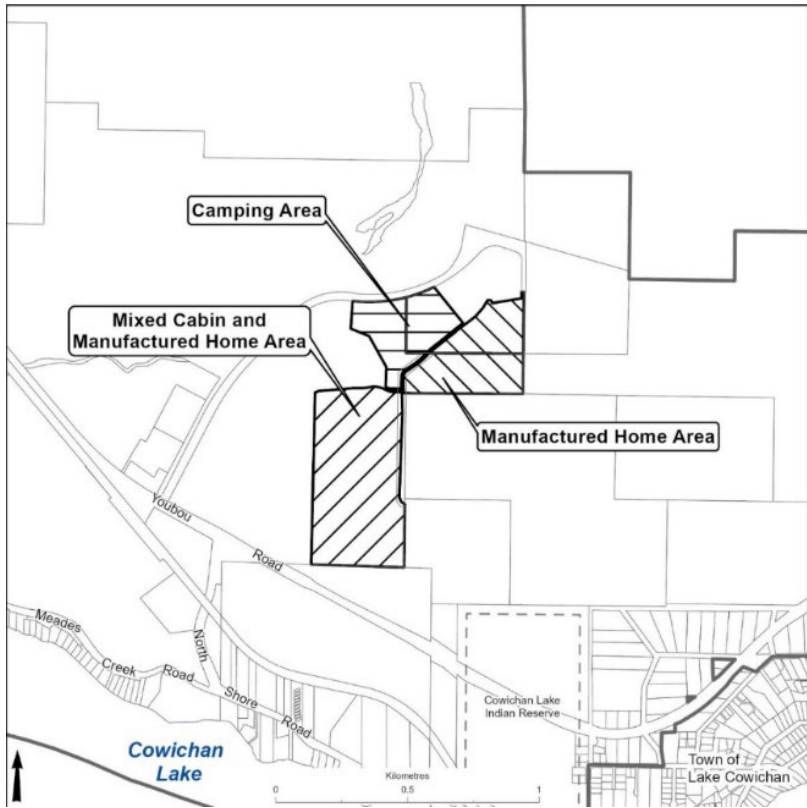 Camping Area
Mixed Cabin and
Manufactured Home Area
Manufactured Home Area
Youbou
Road
Meades
Creek
Road
North
Shore
Road
Cowichan Lake
Indian Reserve
Cowichan
Lake
Town of
Lake Cowichan
Kilometres
0
0.5
1